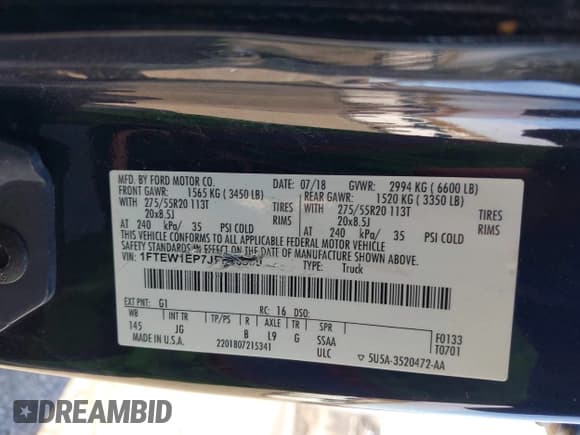 MFD. BY FORD MOTOR CO.
DATE: 07/18 GVWR: 2994 KG ( 6600 LB)
FRONT GAWR: 1565 KG ( 3450 LB)
REAR GAWR: 1520 KG ( 3350 LB)
WITH 275/55R20 113T TIRES
WITH 275/55R20 113T TIRES
20x8.5J RIMS
20x8.5J RIMS
AT 240 kPa/ 35 PSI COLD
AT 240 kPa/ 35 PSI COLD
THIS VEHICLE CONFORMS TO ALL APPLICABLE FEDERAL MOTOR VEHICLE
SAFETY STANDARDS IN EFFECT ON THE DATE OF MANUFACTURE SHOWN ABOVE.
VIN: TYPE: Truck
EXT PNT: G1 RC: 16 DSO:
WB INT TR TP/PS R AXLE TR SPR
145 JG B L9 G SSAA F0133
ULC T0701
MADE IN U.S.A. 2201807215341
▽ 5U5A-3520472-AA
DREAMBID